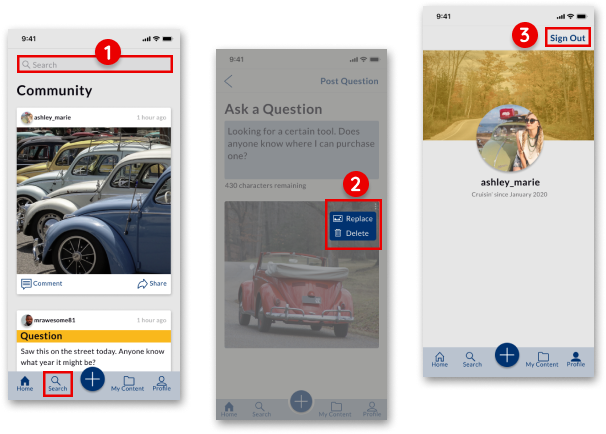 9:41
1
Search
Community
ashley_marie
1 hour ago
Comment
Share
mrawesome81
1 hour ago
Question
Saw this on the street today. Anyone know
what year it might be?
Home
Search
My Content
Profile
9:41
Post Question
Ask a Question
Looking for a certain tool. Does
anyone know where I can purchase
one?
430 characters remaining
2
Replace
Delete
Home
Search
My Content
Profile
9:41
3
Sign Out
ashley_marie
Cruisin' since January 2020
Home
Search
My Content
Profile